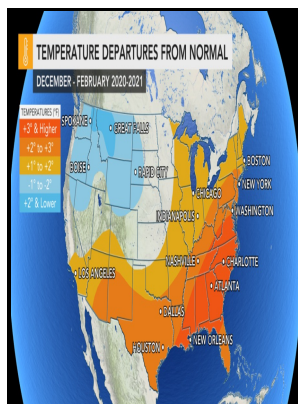 TEMPERATURE DEPARTURES FROM NORMAL
DECEMBER - FEBRUARY 2020-2021
TEMPERATURES (°F)
+3° & Higher
+2° to +3°
+1° to +2°
-1° to -2°
+2° & Lower
SPOKANE
GREAT FALLS
BOISE
RAPID CITY
BOSTON
NEW YORK
CHICAGO
INDIANAPOLIS
WASHINGTON
NASHVILLE
CHARLOTTE
LOS ANGELES
ATLANTA
DALLAS
HOUSTON
NEW ORLEANS